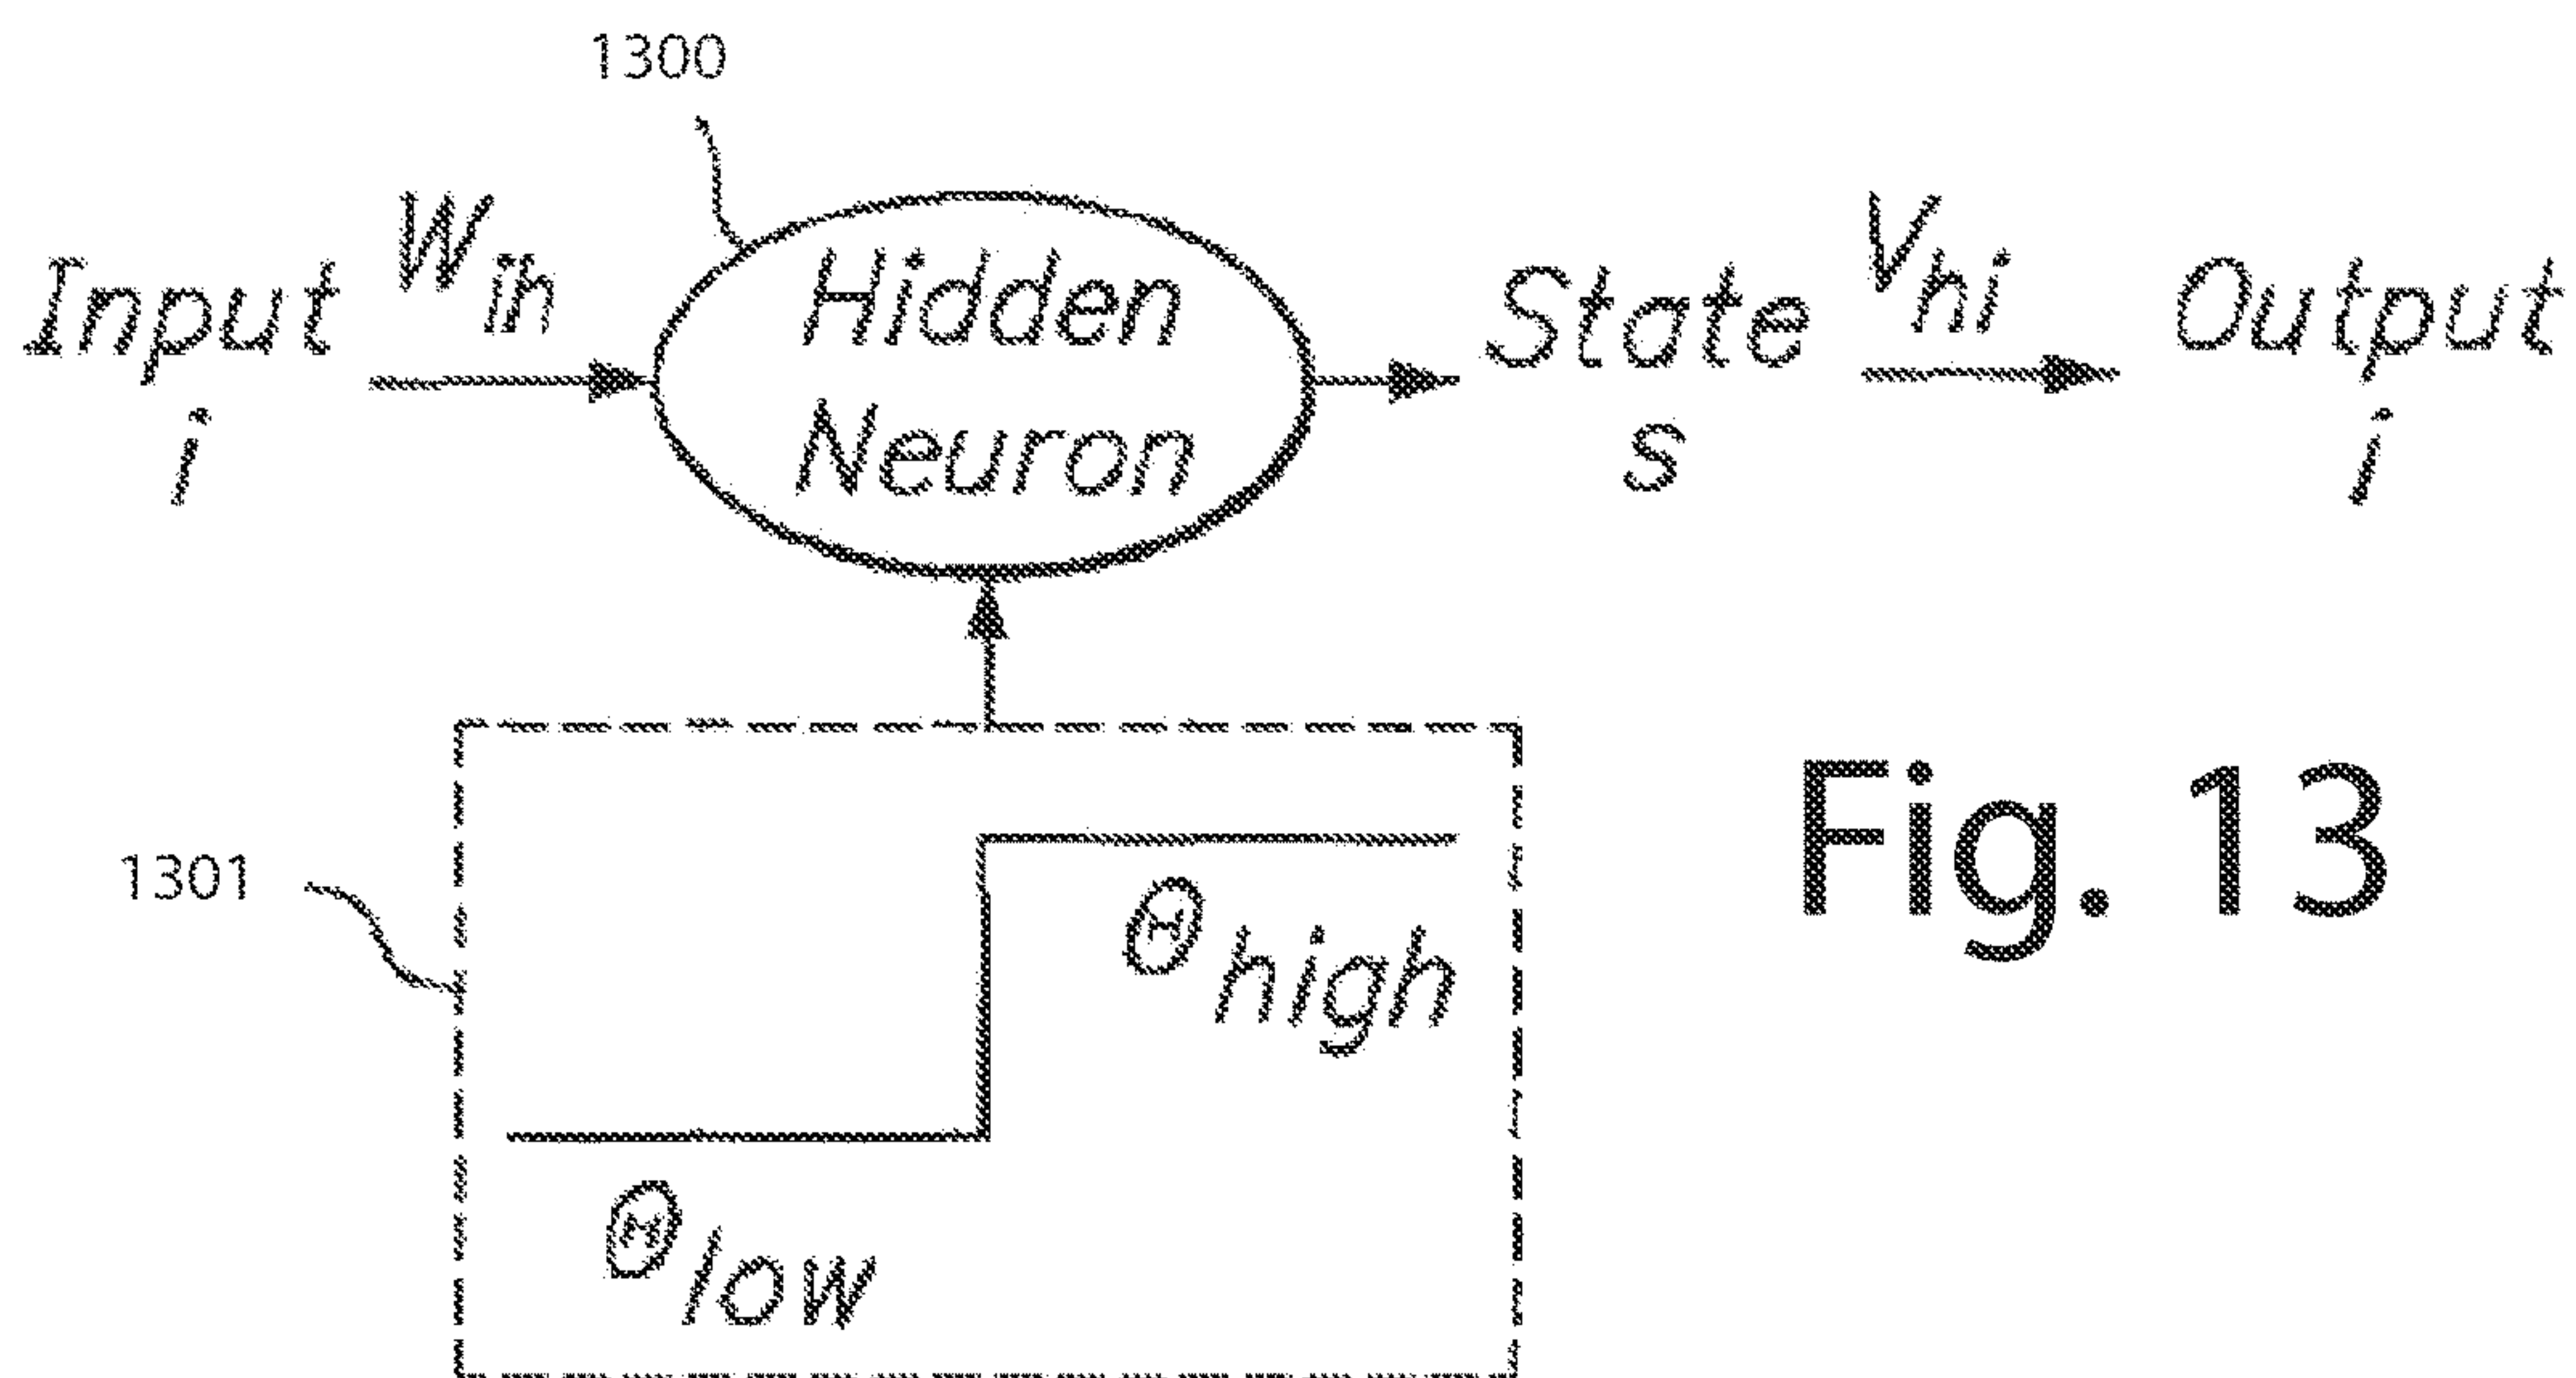 1300
Input i
W_ih
Hidden
Neuron
State s
V_hi
Output i
1301
Θ_high
Θ_low
Fig. 13